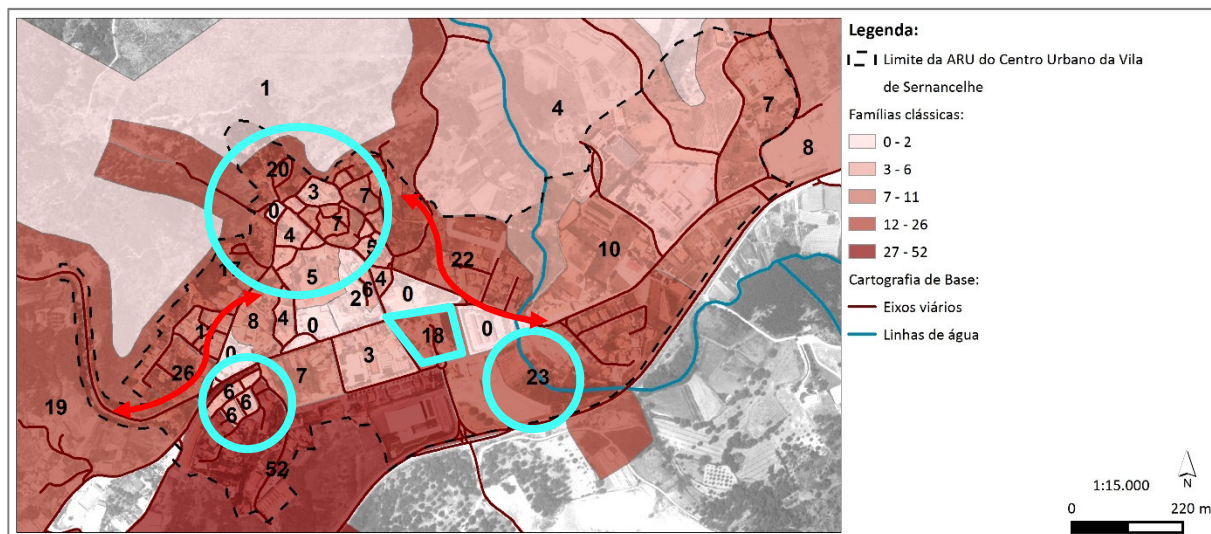 Legenda:
Limite da ARU do Centro Urbano da Vila
de Sernancelhe
Famílias clássicas:
0 - 2
3 - 6
7 - 11
12 - 26
27 - 52
Cartografia de Base:
Eixos viários
Linhas de água
1:15.000
N
0 220 m
1
4
7
8
20
3
7
0
7
4
5
22
10
5
4
6
2
0
8
4
0
18
0
1
0
3
23
26
7
19
6
6
6
52